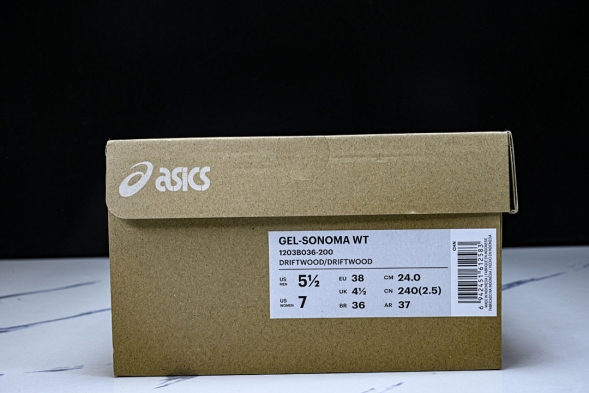 asics
GEL-SONOMA WT
1203B036-200
DRIFTWOOD/DRIFTWOOD
US MEN 5½ EU 38 CM 24.0
UK 4½ CN 240(2.5)
US WOMEN 7 BR 36 AR 37
CHN